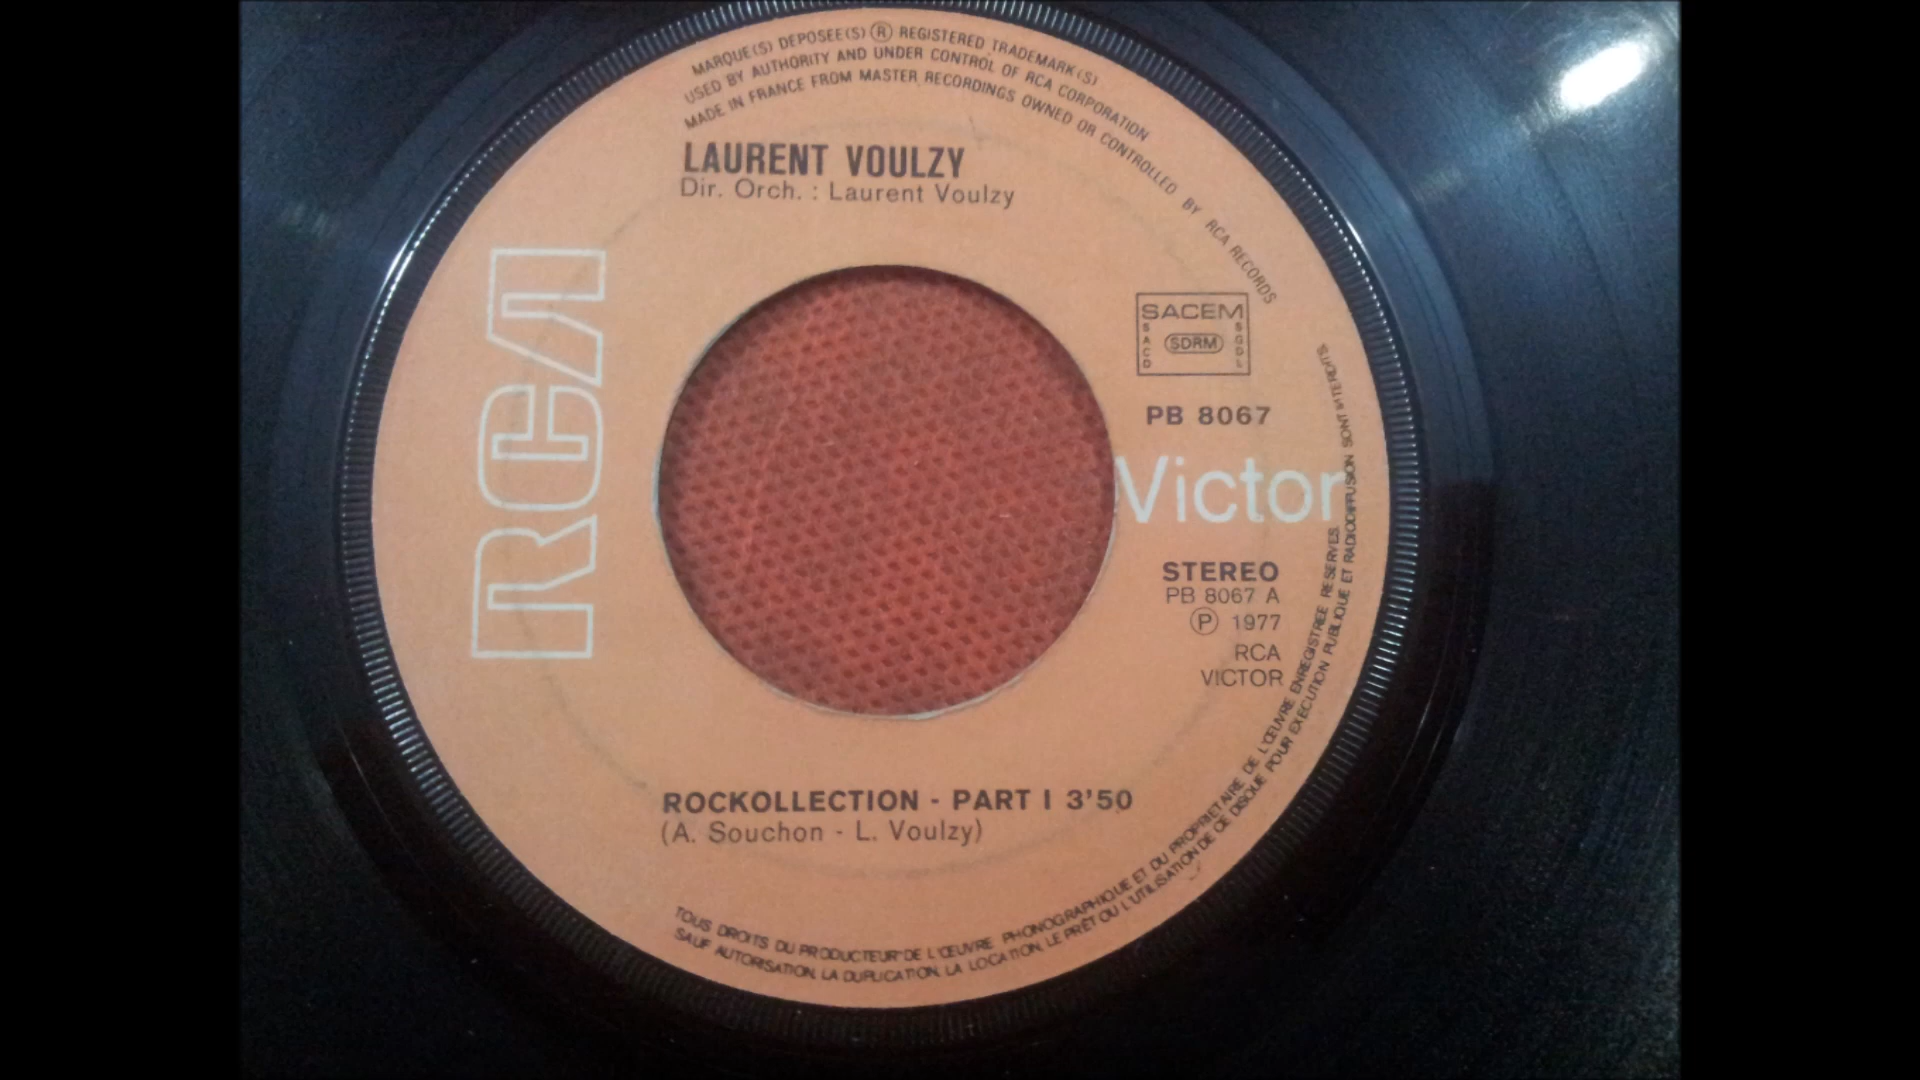 MARQUE(S) DEPOSEE(S) Ⓡ REGISTERED TRADEMARK(S)
USED BY AUTHORITY AND UNDER CONTROL OF RCA CORPORATION
MADE IN FRANCE FROM MASTER RECORDINGS OWNED OR CONTROLLED BY RCA RECORDS
LAURENT VOULZY
Dir. Orch. : Laurent Voulzy
RCA
SACEM
SACD
SDRM
SGDL
PB 8067
Victor
STEREO
PB 8067 A
Ⓟ 1977
RCA
VICTOR
ROCKOLLECTION - PART I 3'50
(A. Souchon - L. Voulzy)
TOUS DROITS DU PRODUCTEUR DE L'ŒUVRE PHONOGRAPHIQUE ET DU PROPRIETAIRE DE L'ŒUVRE ENREGISTREE RESERVES.
SAUF AUTORISATION, LA DUPLICATION, LA LOCATION, LE PRÊT OU L'UTILISATION DE CE DISQUE POUR EXECUTION PUBLIQUE ET RADIODIFFUSION SONT INTERDITS.